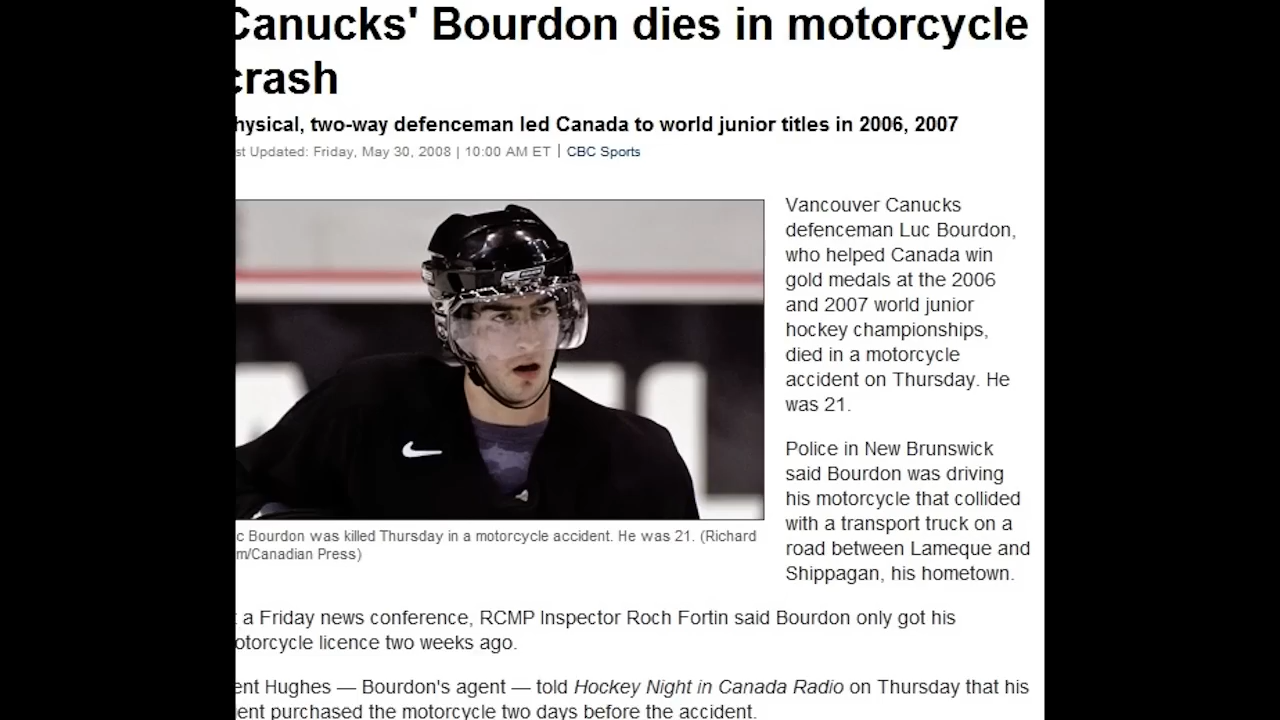 Canucks' Bourdon dies in motorcycle
crash
hysical, two-way defenceman led Canada to world junior titles in 2006, 2007
st Updated: Friday, May 30, 2008 | 10:00 AM ET | CBC Sports
Vancouver Canucks
defenceman Luc Bourdon,
who helped Canada win
gold medals at the 2006
and 2007 world junior
hockey championships,
died in a motorcycle
accident on Thursday. He
was 21.
Police in New Brunswick
said Bourdon was driving
his motorcycle that collided
with a transport truck on a
road between Lameque and
Shippagan, his hometown.
c Bourdon was killed Thursday in a motorcycle accident. He was 21. (Richard
m/Canadian Press)
a Friday news conference, RCMP Inspector Roch Fortin said Bourdon only got his
otorcycle licence two weeks ago.
ent Hughes — Bourdon's agent — told Hockey Night in Canada Radio on Thursday that his
ent purchased the motorcycle two days before the accident.